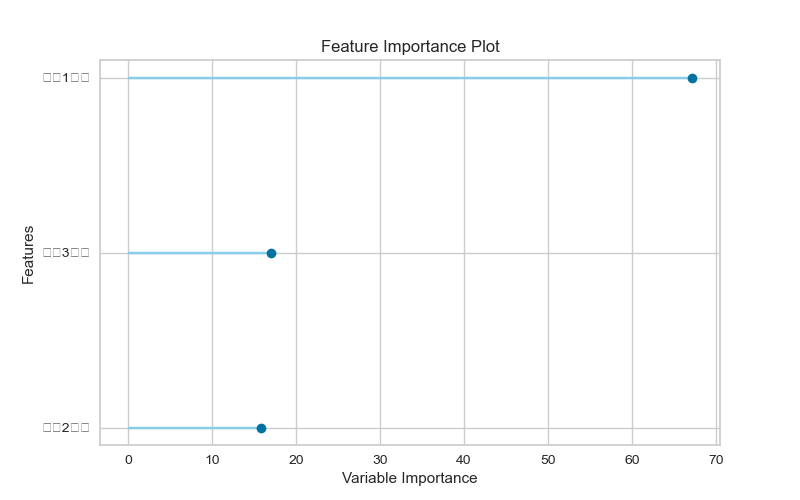 Feature Importance Plot
□□1□□
□□3□□
□□2□□
Features
0 10 20 30 40 50 60 70
Variable Importance